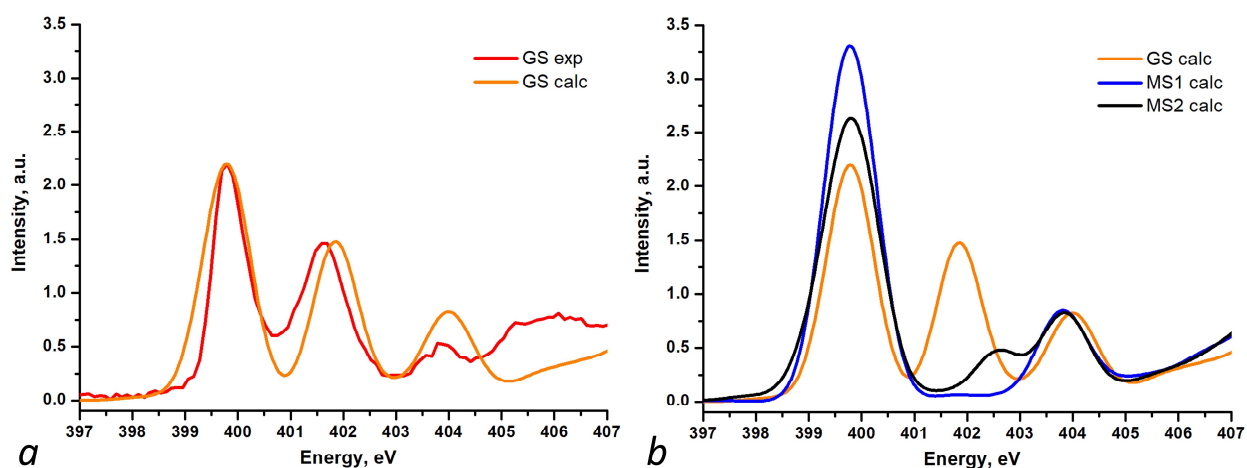 3.5
3.0
2.5
2.0
1.5
1.0
0.5
0.0
Intensity, a.u.
GS exp
GS calc
397 398 399 400 401 402 403 404 405 406 407
Energy, eV
a
3.5
3.0
2.5
2.0
1.5
1.0
0.5
0.0
Intensity, a.u.
GS calc
MS1 calc
MS2 calc
397 398 399 400 401 402 403 404 405 406 407
Energy, eV
b